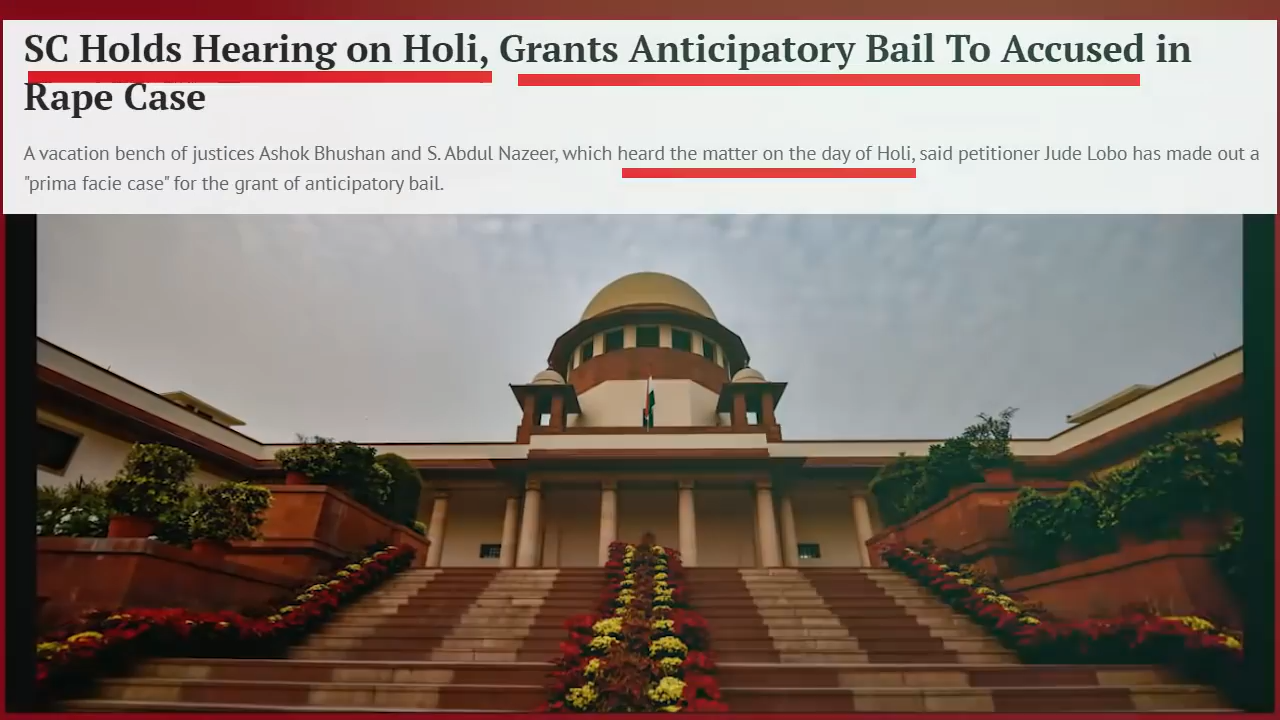 SC Holds Hearing on Holi, Grants Anticipatory Bail To Accused in
Rape Case
A vacation bench of justices Ashok Bhushan and S. Abdul Nazeer, which heard the matter on the day of Holi, said petitioner Jude Lobo has made out a
"prima facie case" for the grant of anticipatory bail.